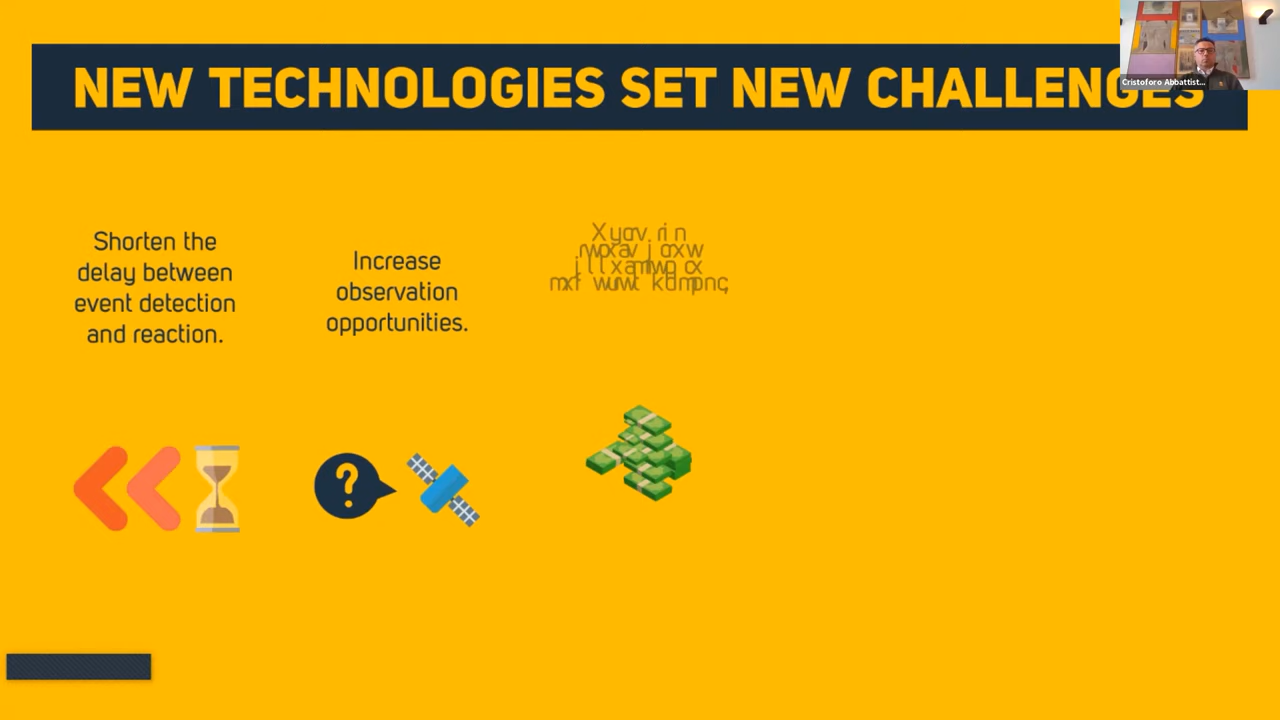 NEW TECHNOLOGIES SET NEW CHALLENGES
Cristoforo Abbattist...
Shorten the
delay between
event detection
and reaction.
Increase
observation
opportunities.
?